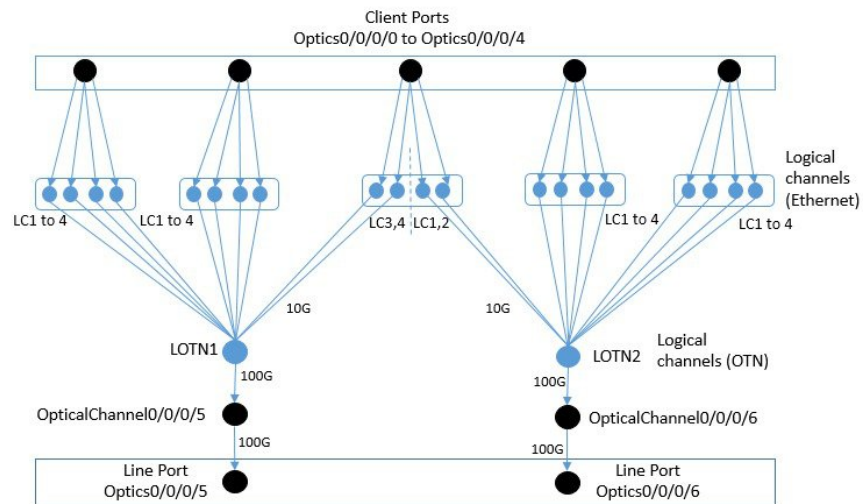 Client Ports
Optics0/0/0/0 to Optics0/0/0/4
Logical
channels
(Ethernet)
LC1 to 4
LC1 to 4
LC3,4
LC1,2
LC1 to 4
LC1 to 4
10G
10G
LOTN1
LOTN2
Logical
channels (OTN)
100G
100G
OpticalChannel0/0/0/5
OpticalChannel0/0/0/6
100G
100G
Line Port
Optics0/0/0/5
Line Port
Optics0/0/0/6